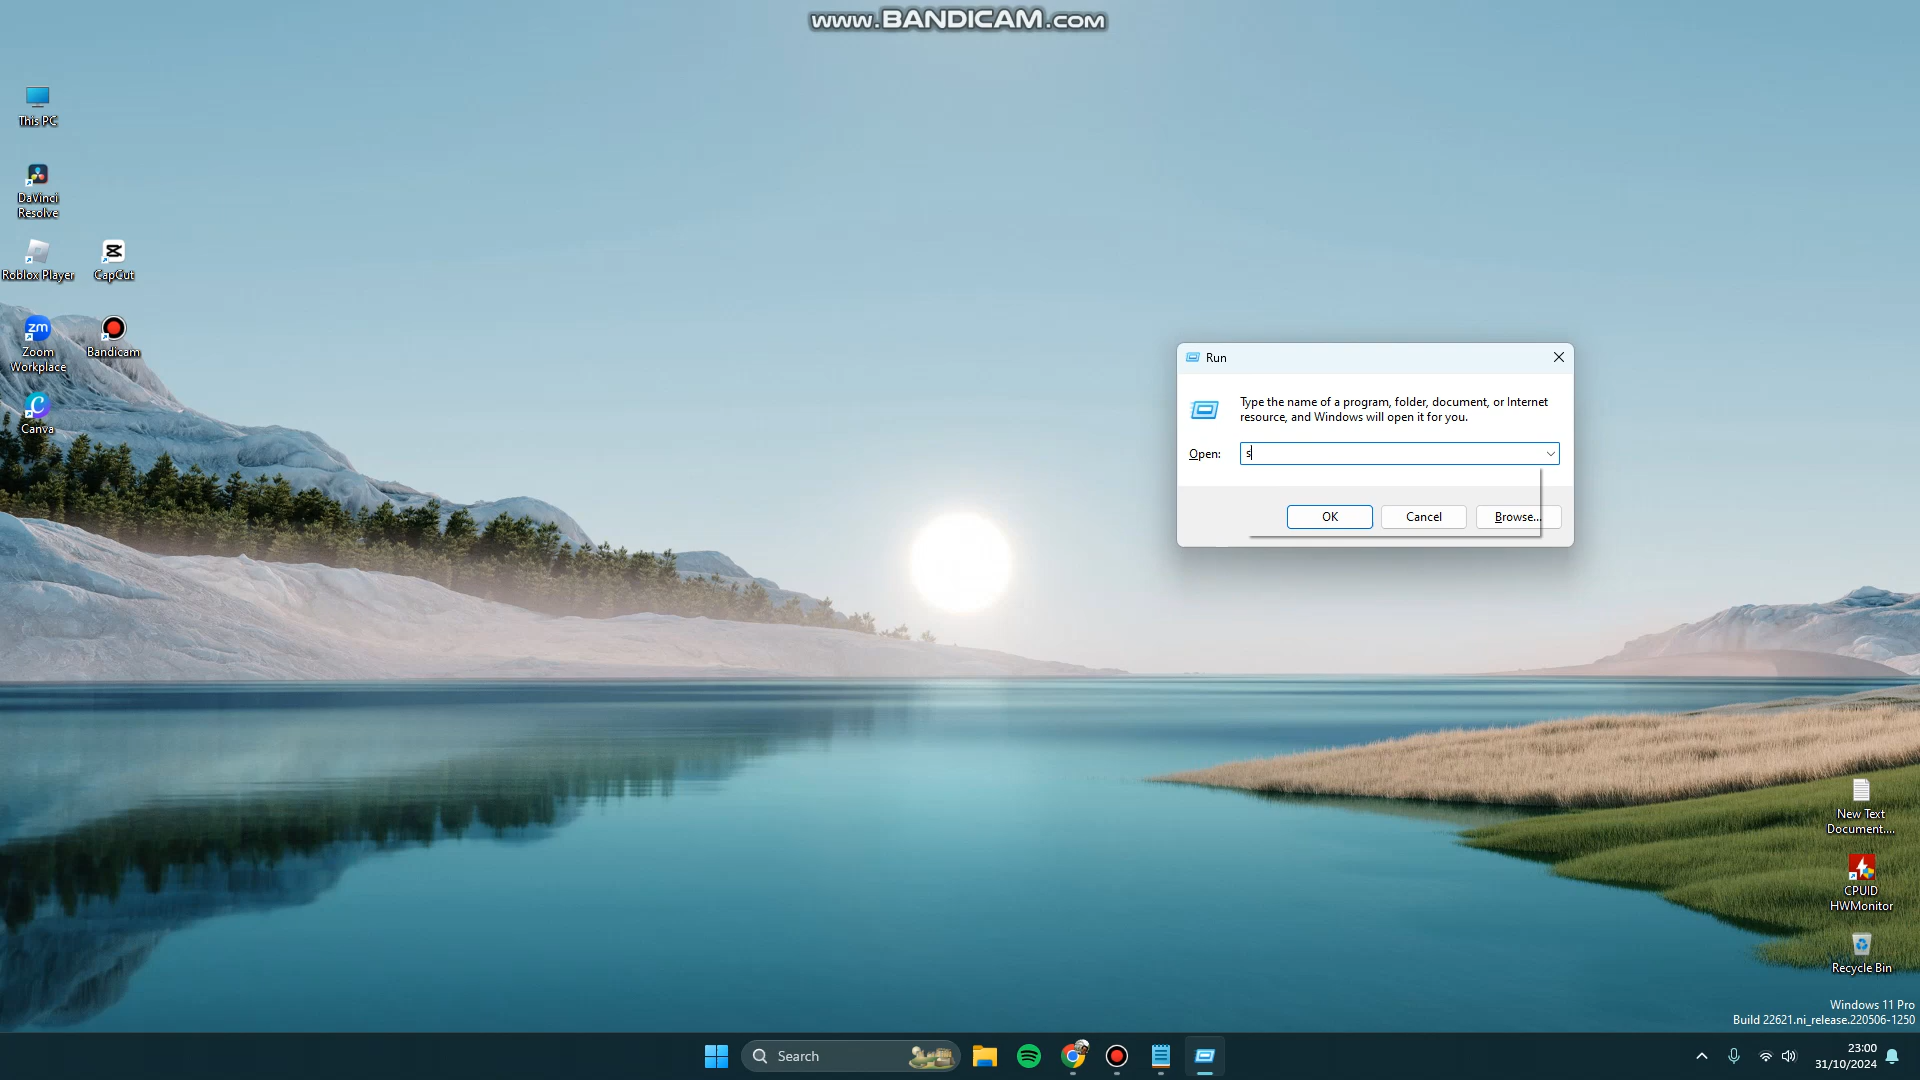 www.BANDICAM.com
This PC
DaVinci
Resolve
Roblox Player
CapCut
zm
Zoom
Workplace
Bandicam
Canva
Run
Type the name of a program, folder, document, or Internet
resource, and Windows will open it for you.
Open:
s
OK
Cancel
Browse...
New Text
Document....
CPUID
HWMonitor
Recycle Bin
Windows 11 Pro
Build 22621.ni_release.220506-1250
Search
23:00
31/10/2024